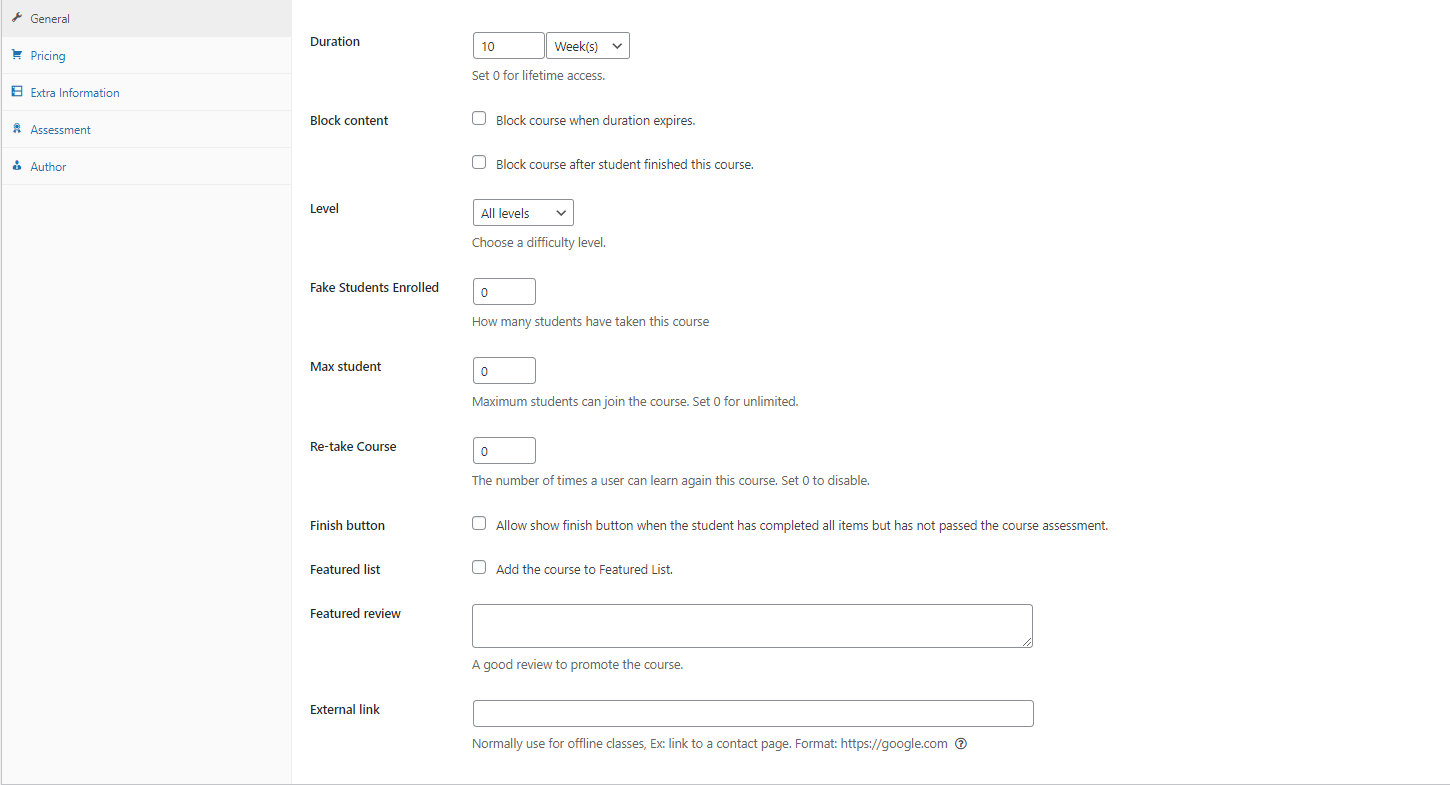 General
Pricing
Extra Information
Assessment
Author
Duration
10 Week(s)
Set 0 for lifetime access.
Block content
Block course when duration expires.
Block course after student finished this course.
Level
All levels
Choose a difficulty level.
Fake Students Enrolled
0
How many students have taken this course
Max student
0
Maximum students can join the course. Set 0 for unlimited.
Re-take Course
0
The number of times a user can learn again this course. Set 0 to disable.
Finish button
Allow show finish button when the student has completed all items but has not passed the course assessment.
Featured list
Add the course to Featured List.
Featured review
A good review to promote the course.
External link
Normally use for offline classes, Ex: link to a contact page. Format: https://google.com ?